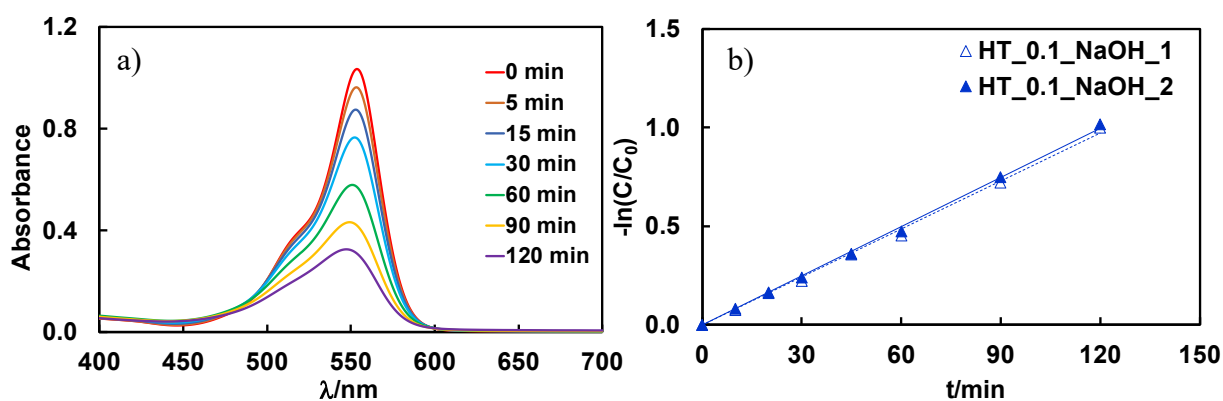 a)
1.2
0.8
0.4
0.0
Absorbance
400 450 500 550 600 650 700
λ/nm
0 min
5 min
15 min
30 min
60 min
90 min
120 min
b)
1.5
1.0
0.5
0.0
-ln(C/C₀)
0 30 60 90 120 150
t/min
HT_0.1_NaOH_1
HT_0.1_NaOH_2